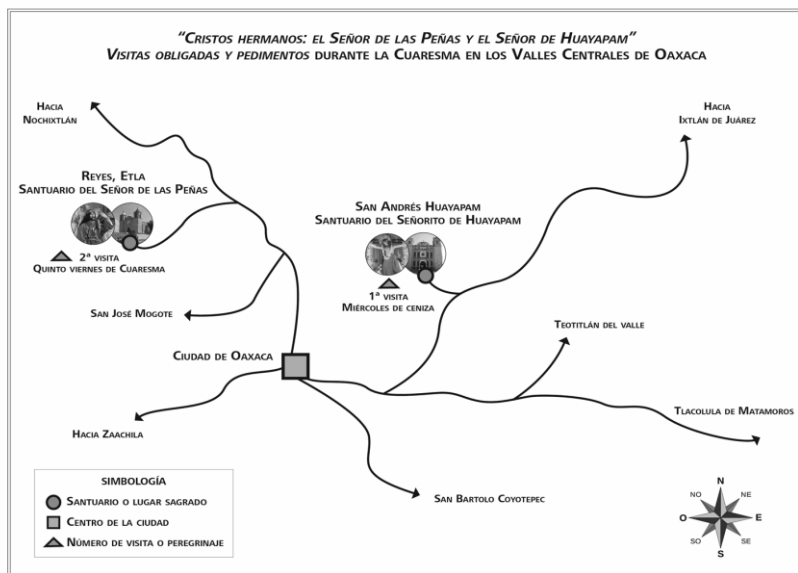 “Cristos hermanos: el Señor de las Peñas y el Señor de Huayapam”
Visitas obligadas y pedimentos durante la Cuaresma en los Valles Centrales de Oaxaca
Hacia
Nochixtlán
Hacia
Ixtlán de Juárez
Reyes, Etla
Santuario del Señor de las Peñas
2ª visita
Quinto viernes de Cuaresma
San Andrés Huayapam
Santuario del Señorito de Huayapam
1ª visita
Miércoles de ceniza
San José Mogote
Teotitlán del valle
Ciudad de Oaxaca
Tlacolula de Matamoros
Hacia Zaachila
San Bartolo Coyotepec
SIMBOLOGÍA
Santuario o lugar sagrado
Centro de la ciudad
Número de visita o peregrinaje
N
NO
NE
O
E
SO
SE
S